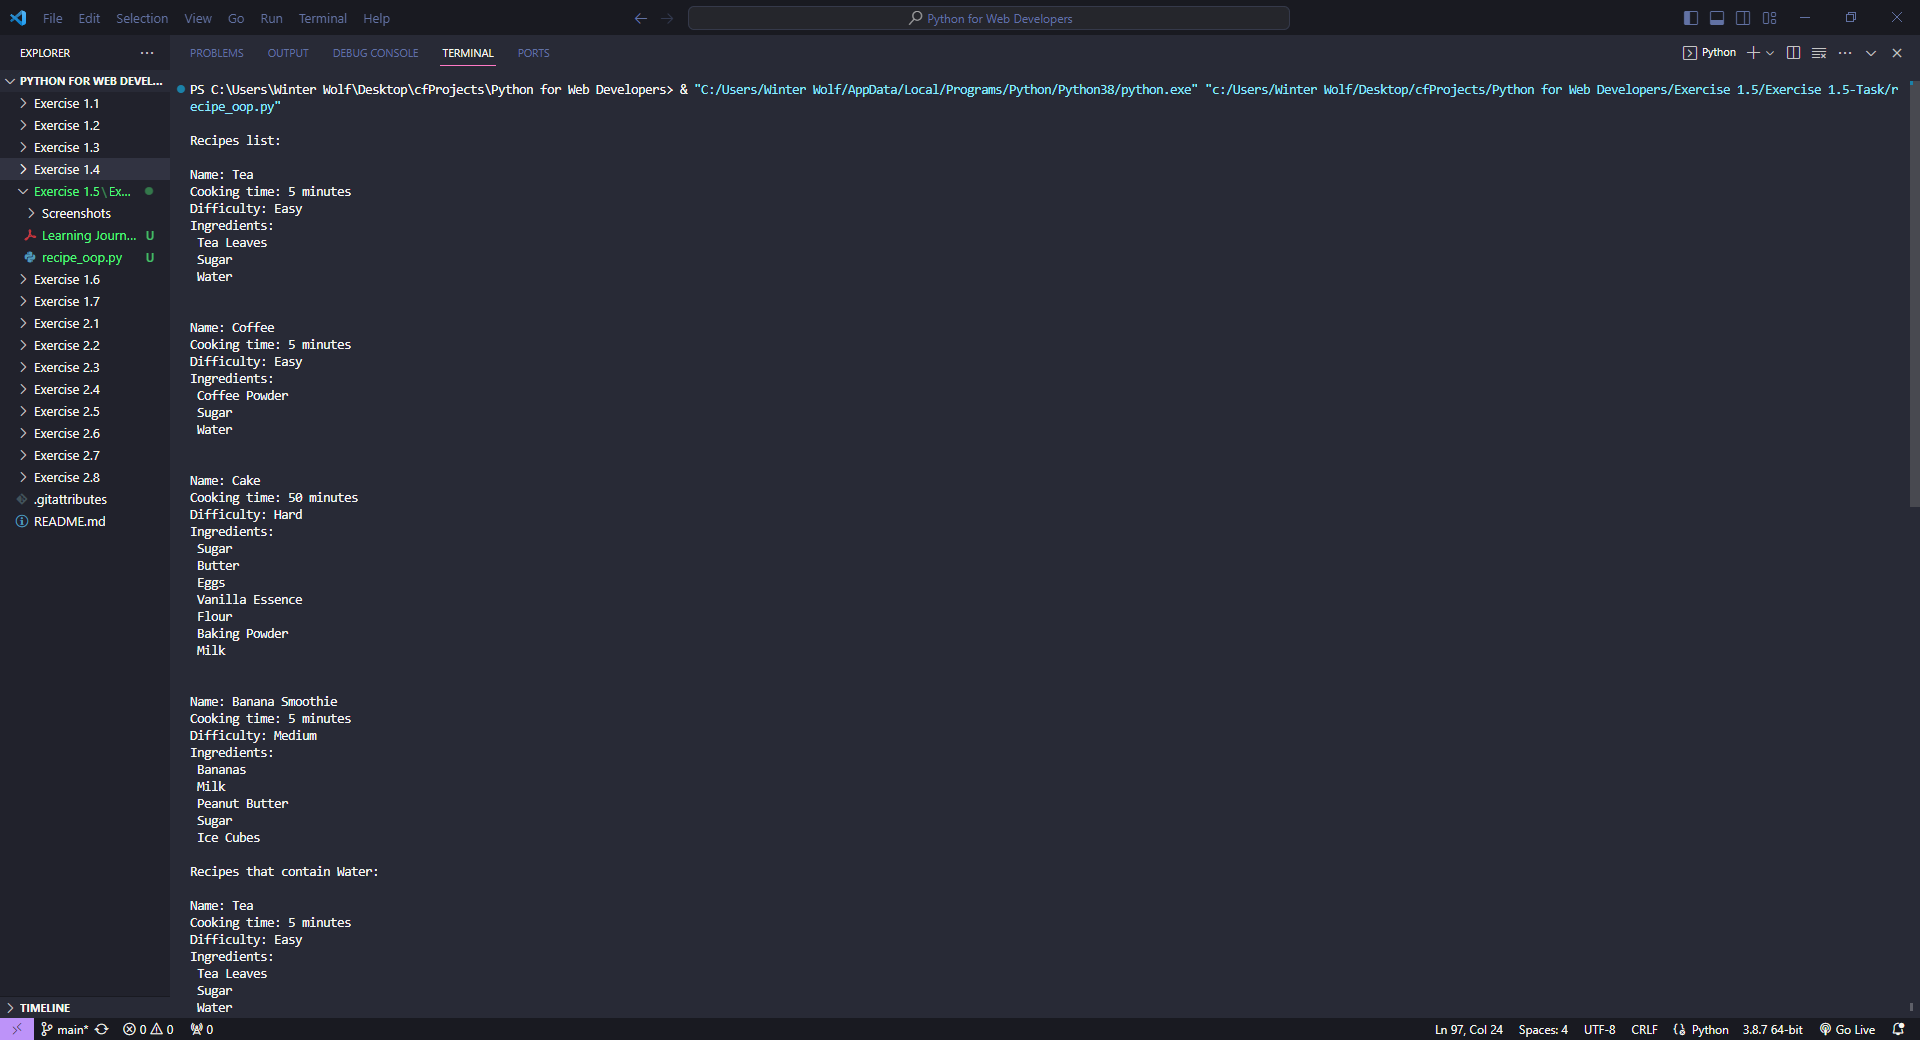 File Edit Selection View Go Run Terminal Help
Python for Web Developers
EXPLORER
PROBLEMS OUTPUT DEBUG CONSOLE TERMINAL PORTS
Python
PYTHON FOR WEB DEVEL...
Exercise 1.1
Exercise 1.2
Exercise 1.3
Exercise 1.4
Exercise 1.5\Ex...
Screenshots
Learning Journ... U
recipe_oop.py U
Exercise 1.6
Exercise 1.7
Exercise 2.1
Exercise 2.2
Exercise 2.3
Exercise 2.4
Exercise 2.5
Exercise 2.6
Exercise 2.7
Exercise 2.8
.gitattributes
README.md
TIMELINE
PS C:\Users\Winter Wolf\Desktop\cfProjects\Python for Web Developers> & "C:/Users/Winter Wolf/AppData/Local/Programs/Python/Python38/python.exe" "c:/Users/Winter Wolf/Desktop/cfProjects/Python for Web Developers/Exercise 1.5/Exercise 1.5-Task/r
ecipe_oop.py"
Recipes list:
Name: Tea
Cooking time: 5 minutes
Difficulty: Easy
Ingredients:
Tea Leaves
Sugar
Water
Name: Coffee
Cooking time: 5 minutes
Difficulty: Easy
Ingredients:
Coffee Powder
Sugar
Water
Name: Cake
Cooking time: 50 minutes
Difficulty: Hard
Ingredients:
Sugar
Butter
Eggs
Vanilla Essence
Flour
Baking Powder
Milk
Name: Banana Smoothie
Cooking time: 5 minutes
Difficulty: Medium
Ingredients:
Bananas
Milk
Peanut Butter
Sugar
Ice Cubes
Recipes that contain Water:
Name: Tea
Cooking time: 5 minutes
Difficulty: Easy
Ingredients:
Tea Leaves
Sugar
Water
main* 0 0 0
Ln 97, Col 24 Spaces: 4 UTF-8 CRLF Python 3.8.7 64-bit Go Live